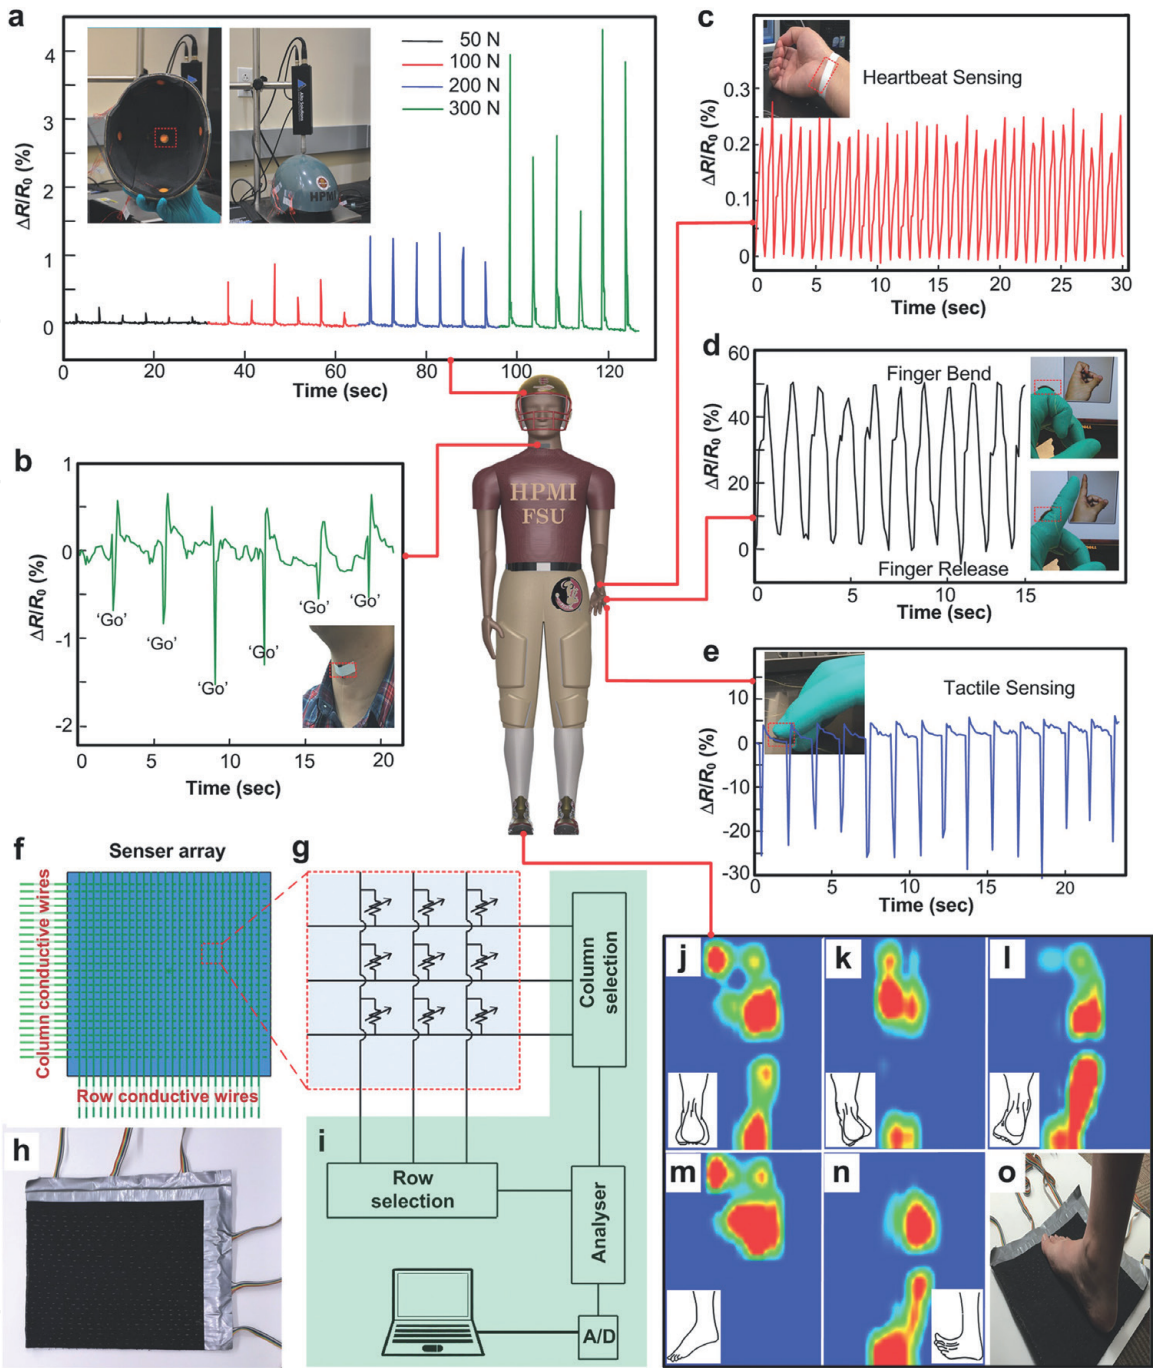 a
50 N
100 N
200 N
300 N
ΔR/R0 (%)
4
3
2
1
0
0 20 40 60 80 100 120
Time (sec)
HPMI
c
Heartbeat Sensing
ΔR/R0 (%)
0.3
0.2
0.1
0
0 5 10 15 20 25 30
Time (sec)
d
Finger Bend
Finger Release
ΔR/R0 (%)
60
40
20
0
5 10 15
Time (sec)
b
ΔR/R0 (%)
1
0
-1
-2
'Go'
'Go'
'Go'
'Go'
'Go'
'Go'
0 5 10 15 20
Time (sec)
HPMI
FSU
e
Tactile Sensing
ΔR/R0 (%)
10
0
-10
-20
-30
0 5 10 15 20
Time (sec)
f
Senser array
Column conductive wires
Row conductive wires
g
Column
selection
h
i
Row
selection
Analyser
A/D
j
k
l
m
n
o